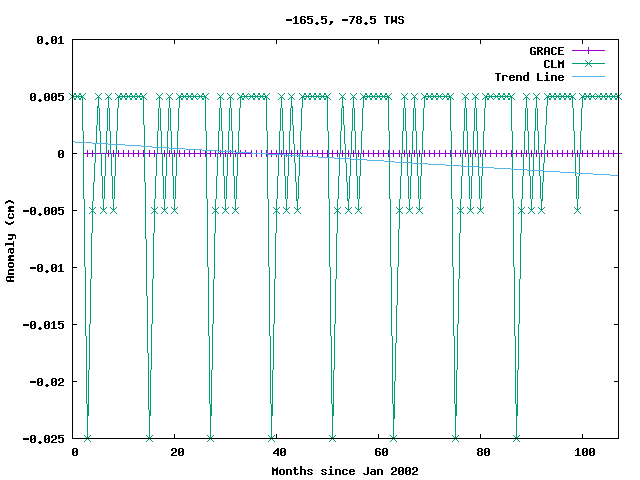 -165.5, -78.5 TWS
GRACE
CLM
Trend Line
0.01
0.005
0
-0.005
-0.01
-0.015
-0.02
-0.025
Anomaly (cm)
0 20 40 60 80 100
Months since Jan 2002